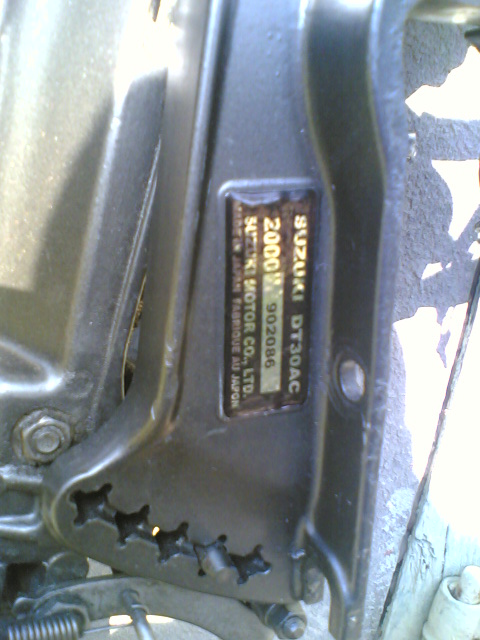 SUZUKI DT30AC
2000 902086
SUZUKI MOTOR CO., LTD.
MADE IN JAPAN FABRIQUE AU JAPON